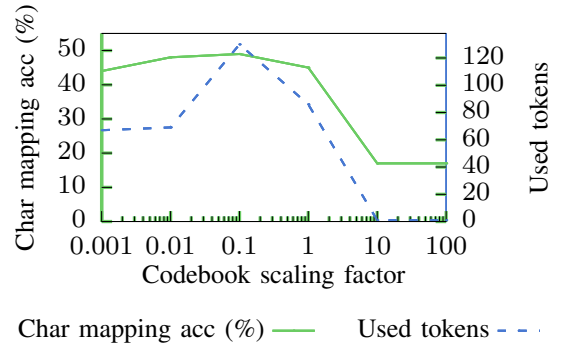 Char mapping acc (%)
50
40
30
20
10
0
120
100
80
60
40
20
0
Used tokens
0.001 0.01 0.1 1 10 100
Codebook scaling factor
Char mapping acc (%) Used tokens